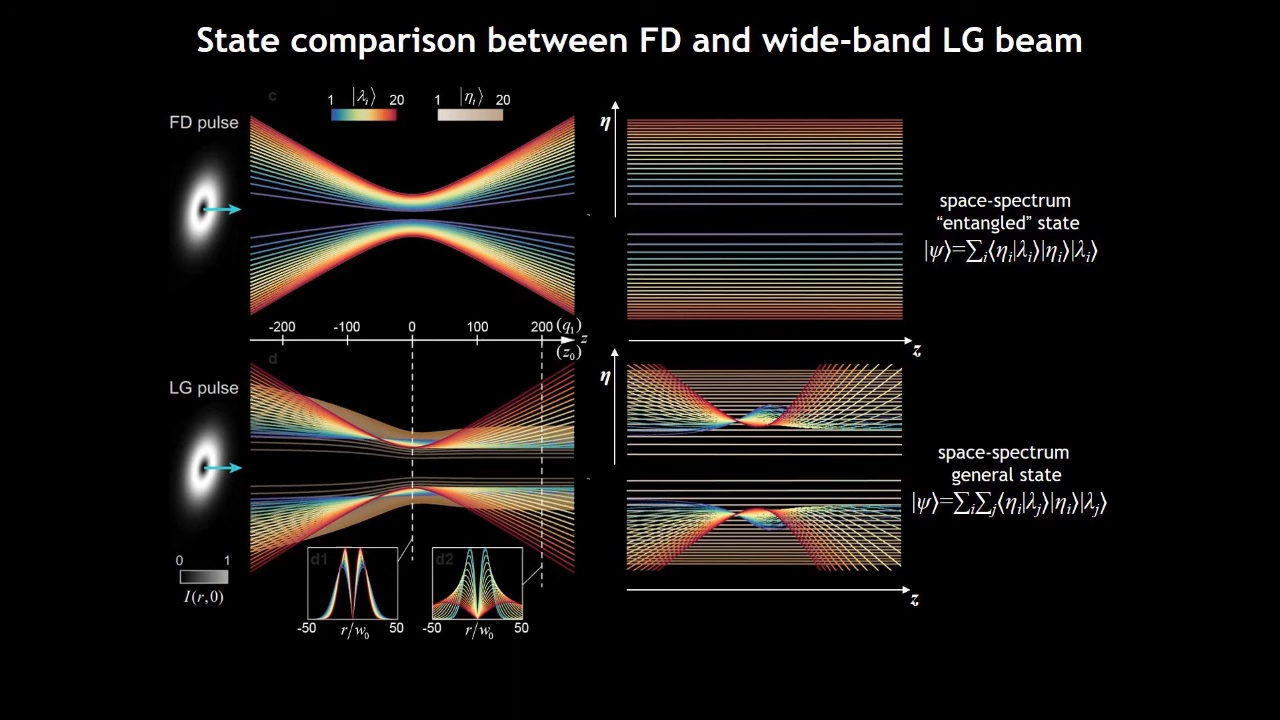 State comparison between FD and wide-band LG beam
c
1 |λᵢ⟩ 20
1 |ηᵢ⟩ 20
FD pulse
η
space-spectrum
“entangled” state
|ψ⟩=∑ᵢ⟨ηᵢ|λᵢ⟩|ηᵢ⟩|λᵢ⟩
-200 -100 0 100 200 (q₁)
z
(z₀)
z
d
η
LG pulse
space-spectrum
general state
|ψ⟩=∑ᵢ∑ⱼ⟨ηᵢ|λⱼ⟩|ηᵢ⟩|λⱼ⟩
d1
d2
0 1
I(r,0)
z
-50 r/w₀ 50
-50 r/w₀ 50